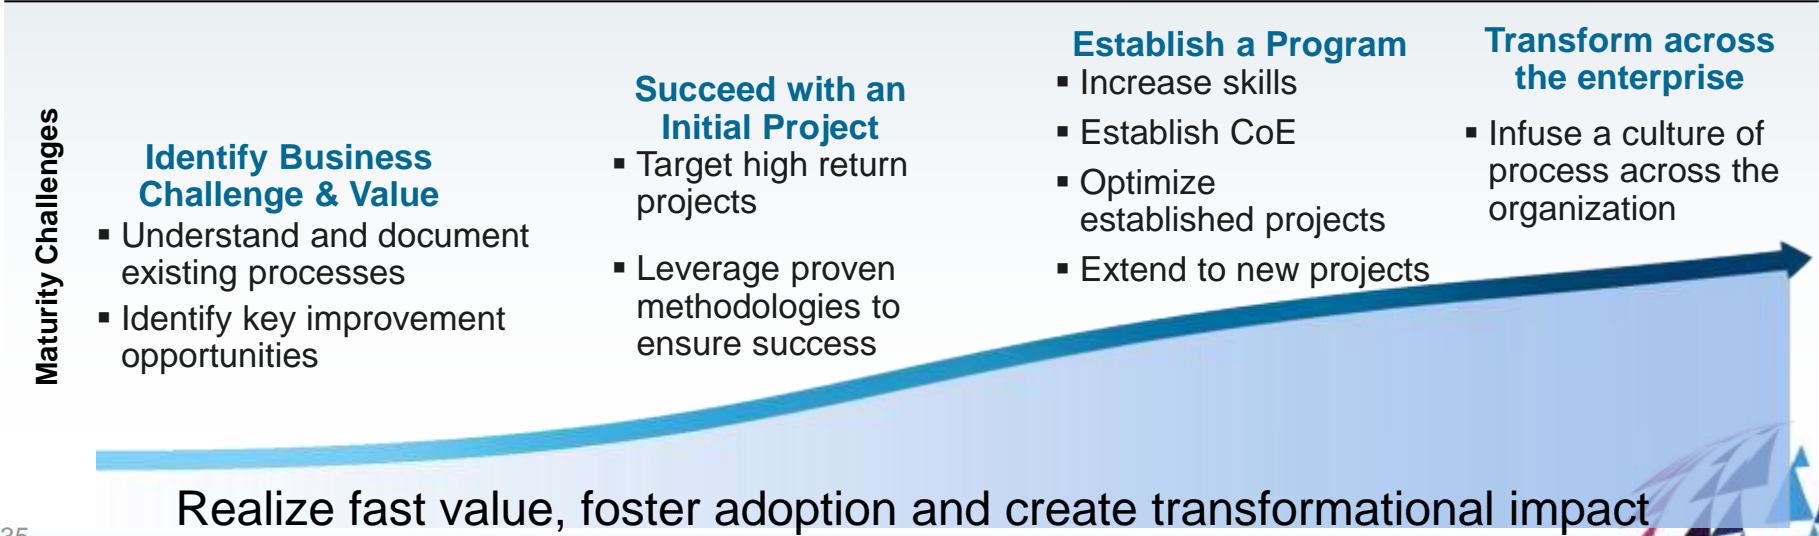 Maturity Challenges
Identify Business
Challenge & Value
▪ Understand and document
existing processes
▪ Identify key improvement
opportunities
Succeed with an
Initial Project
▪ Target high return
projects
▪ Leverage proven
methodologies to
ensure success
Establish a Program
▪ Increase skills
▪ Establish CoE
▪ Optimize
established projects
▪ Extend to new projects
Transform across
the enterprise
▪ Infuse a culture of
process across the
organization
Realize fast value, foster adoption and create transformational impact
35